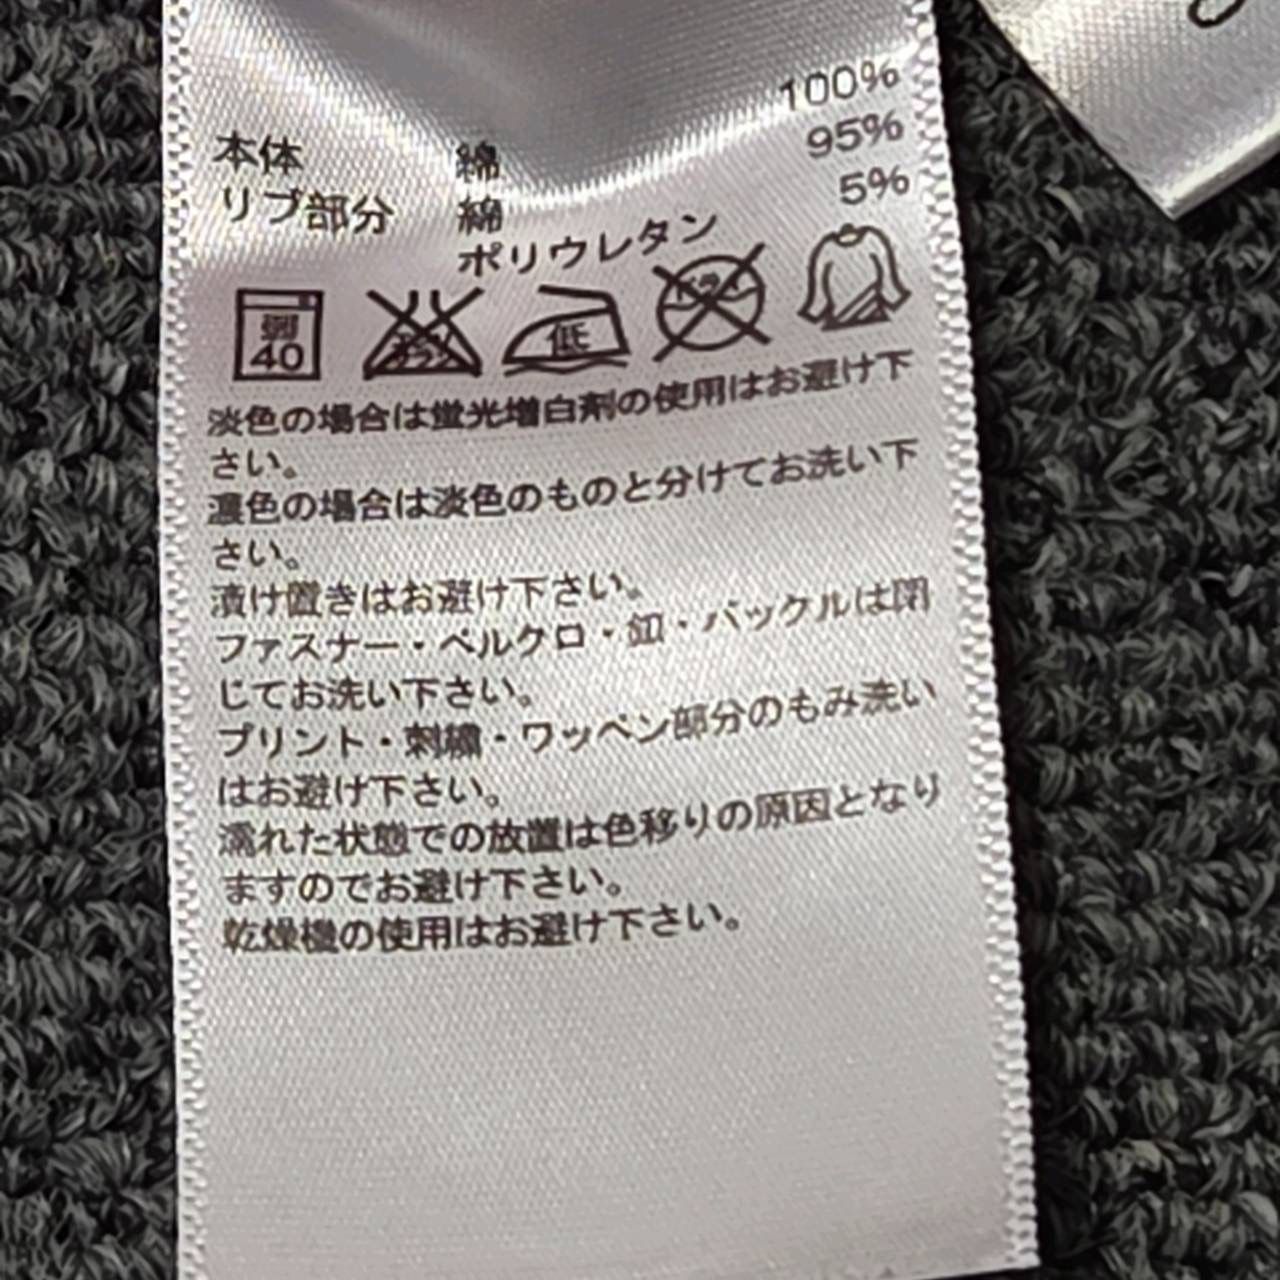 本体 綿 100%
リブ部分 綿 95%
ポリウレタン 5%
弱 40 エンソ 低 ドライ
淡色の場合は蛍光増白剤の使用はお避け下
さい。
濃色の場合は淡色のものと分けてお洗い下
さい。
漬け置きはお避け下さい。
ファスナー・ベルクロ・釦・バックルは閉
じてお洗い下さい。
プリント・刺繍・ワッペン部分のもみ洗い
はお避け下さい。
濡れた状態での放置は色移りの原因となり
ますのでお避け下さい。
乾燥機の使用はお避け下さい。